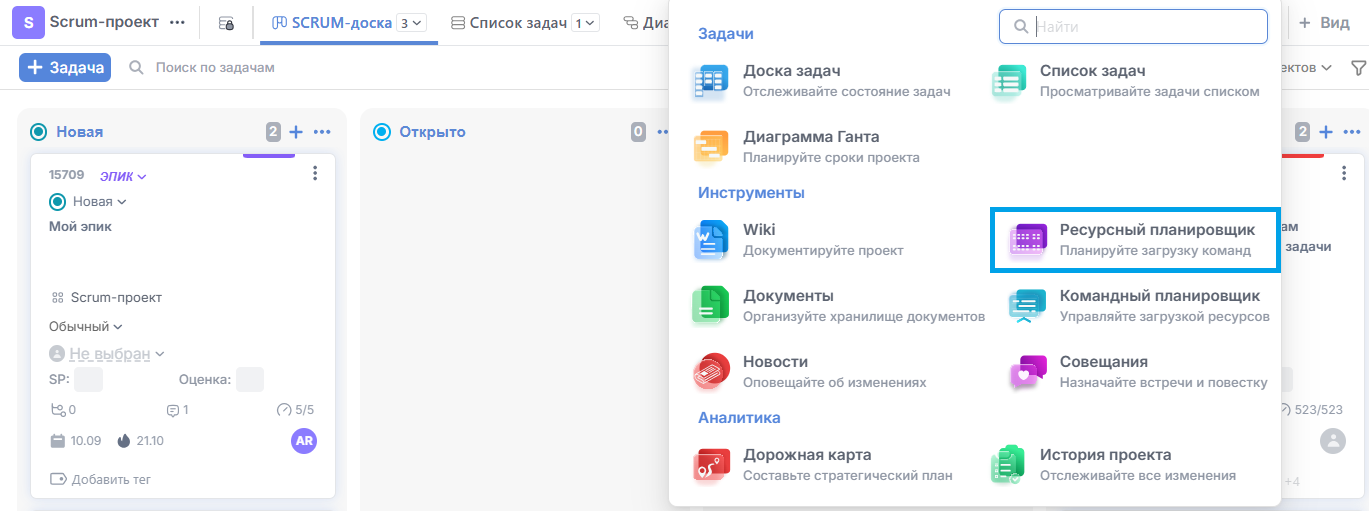 S Scrum-проект ... SCRUM-доска 3 Список задач 1
+ Вид
+ Задача Поиск по задачам
Новая 2 + ...
15709 ЭПИК
Новая
Мой эпик
Scrum-проект
Обычный
Не выбран
SP: Оценка:
0 1 5/5
10.09 21.10 AR
Добавить тег
Открыто 0
Задачи Найти
Доска задач
Отслеживайте состояние задач
Список задач
Просматривайте задачи списком
Диаграмма Ганта
Планируйте сроки проекта
Инструменты
Wiki
Документируйте проект
Ресурсный планировщик
Планируйте загрузку команд
Документы
Организуйте хранилище документов
Командный планировщик
Управляйте загрузкой ресурсов
Новости
Оповещайте об изменениях
Совещания
Назначайте встречи и повестку
Аналитика
Дорожная карта
Составьте стратегический план
История проекта
Отслеживайте все изменения
2 + ...
задачи
523/523
+4